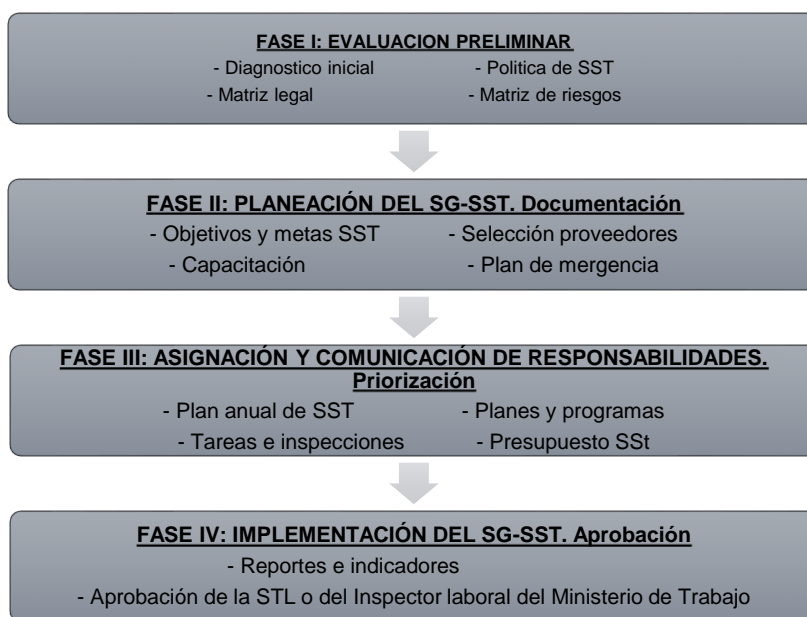 FASE I: EVALUACION PRELIMINAR
- Diagnostico inicial - Politica de SST
- Matriz legal - Matriz de riesgos
FASE II: PLANEACIÓN DEL SG-SST. Documentación
- Objetivos y metas SST - Selección proveedores
- Capacitación - Plan de mergencia
FASE III: ASIGNACIÓN Y COMUNICACIÓN DE RESPONSABILIDADES.
Priorización
- Plan anual de SST - Planes y programas
- Tareas e inspecciones - Presupuesto SSt
FASE IV: IMPLEMENTACIÓN DEL SG-SST. Aprobación
- Reportes e indicadores
- Aprobación de la STL o del Inspector laboral del Ministerio de Trabajo